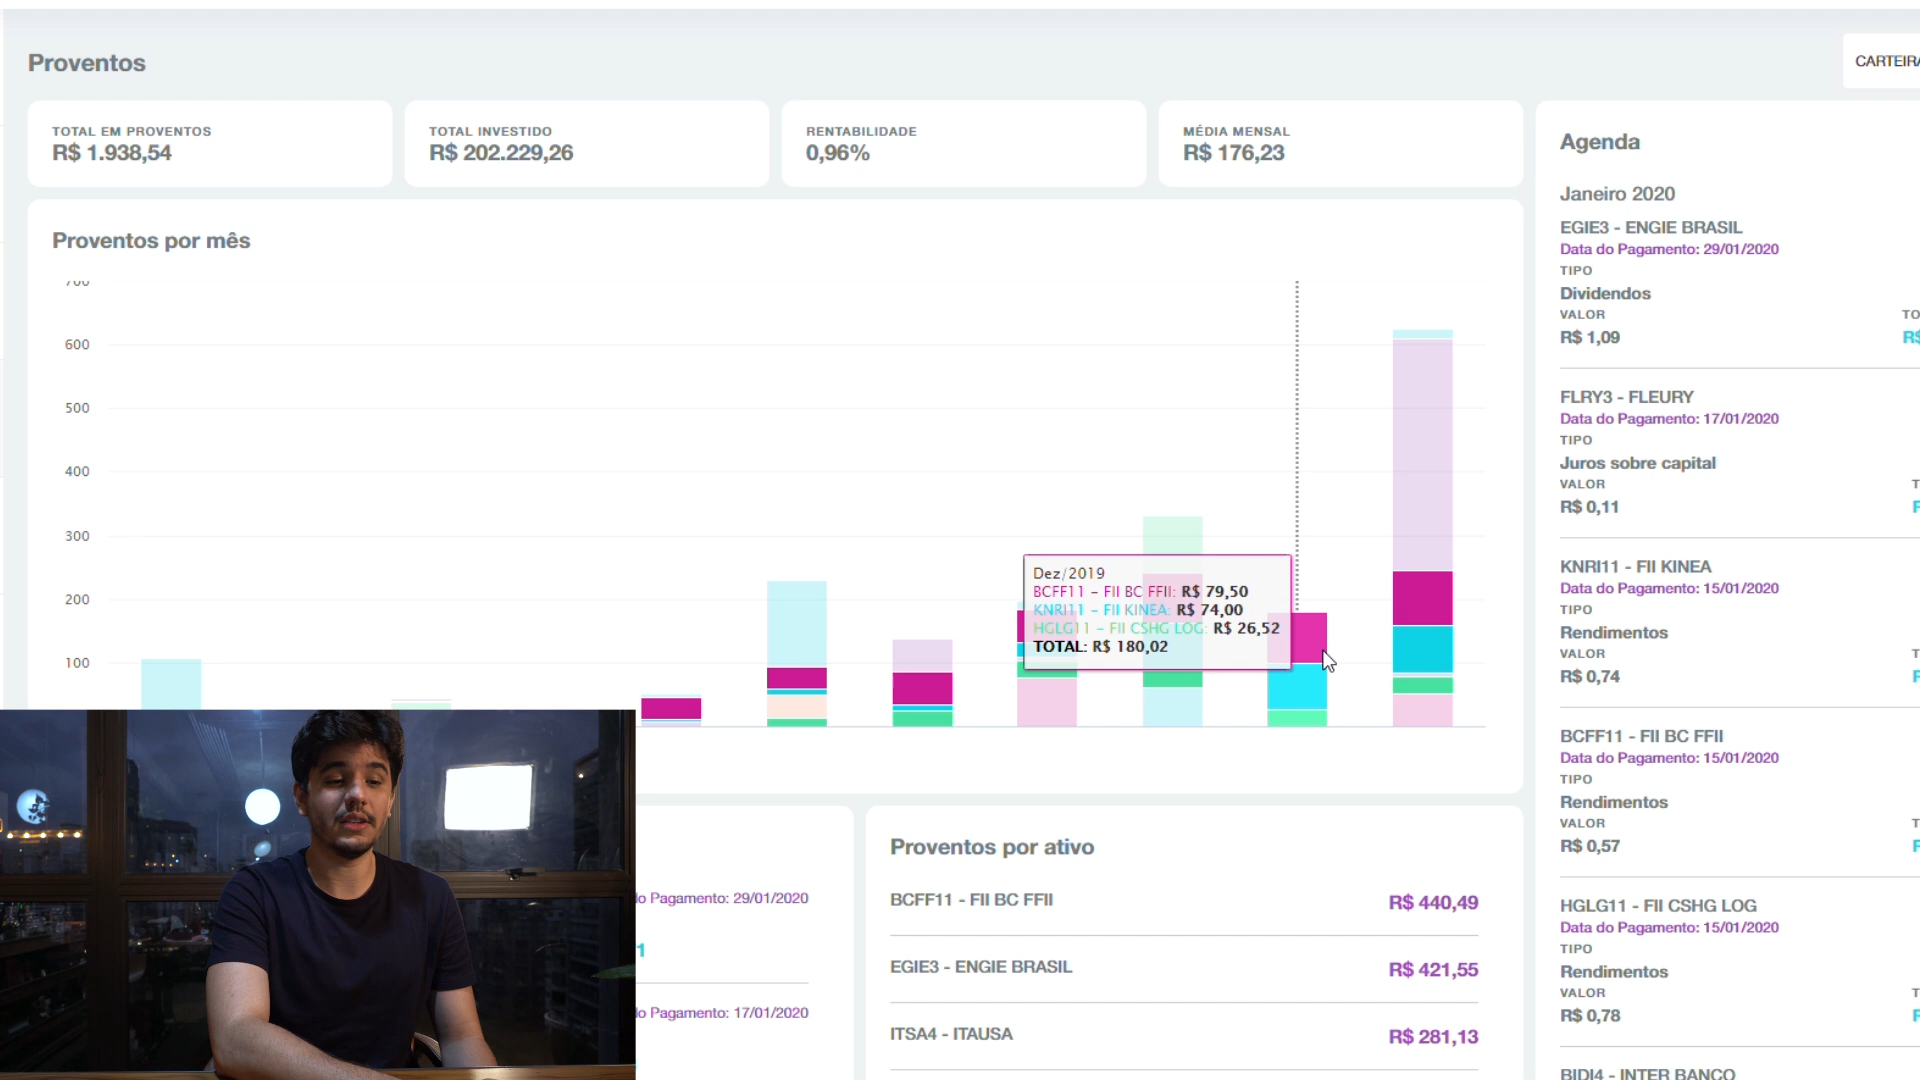 Proventos
CARTEIRA
TOTAL EM PROVENTOS
R$ 1.938,54
TOTAL INVESTIDO
R$ 202.229,26
RENTABILIDADE
0,96%
MÉDIA MENSAL
R$ 176,23
Proventos por mês
700
600
500
400
300
200
100
Dez/2019
BCFF11 - FII BC FFII: R$ 79,50
KNRI11 - FII KINEA: R$ 74,00
HGLG11 - FII CSHG LOG: R$ 26,52
TOTAL: R$ 180,02
do Pagamento: 29/01/2020
1
do Pagamento: 17/01/2020
Proventos por ativo
BCFF11 - FII BC FFII
R$ 440,49
EGIE3 - ENGIE BRASIL
R$ 421,55
ITSA4 - ITAUSA
R$ 281,13
Agenda
Janeiro 2020
EGIE3 - ENGIE BRASIL
Data do Pagamento: 29/01/2020
TIPO
Dividendos
VALOR
TO
R$ 1,09
R$
FLRY3 - FLEURY
Data do Pagamento: 17/01/2020
TIPO
Juros sobre capital
VALOR
T
R$ 0,11
KNRI11 - FII KINEA
Data do Pagamento: 15/01/2020
TIPO
Rendimentos
VALOR
T
R$ 0,74
BCFF11 - FII BC FFII
Data do Pagamento: 15/01/2020
TIPO
Rendimentos
VALOR
T
R$ 0,57
HGLG11 - FII CSHG LOG
Data do Pagamento: 15/01/2020
TIPO
Rendimentos
VALOR
T
R$ 0,78
BIDI4 - INTER BANCO